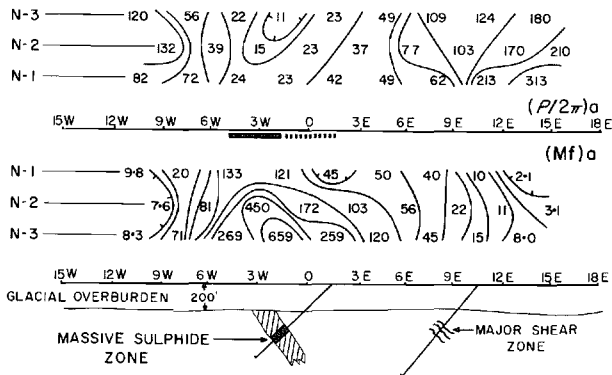 N-3 120 56 22 11 23 49 109 124 180
N-2 132 39 15 23 37 77 103 170 210
N-1 82 72 24 23 42 49 62 213 313
(P/2π)a
15W 12W 9W 6W 3W 0 3E 6E 9E 12E 15E 18E
(Mf)a
N-1 9·8 20 133 121 45 50 40 10 2·1
N-2 7·6 81 450 172 103 56 22 11 3·1
N-3 8·3 71 269 659 259 120 45 15 8·0
15W 12W 9W 6W 3W 0 3E 6E 9E 12E 15E 18E
GLACIAL OVERBURDEN 200'
MASSIVE SULPHIDE ZONE
MAJOR SHEAR ZONE